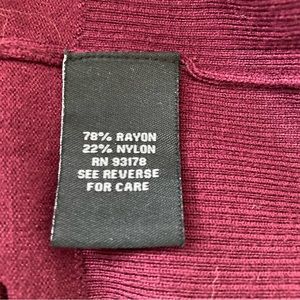 78% RAYON
22% NYLON
RN 93178
SEE REVERSE
FOR CARE